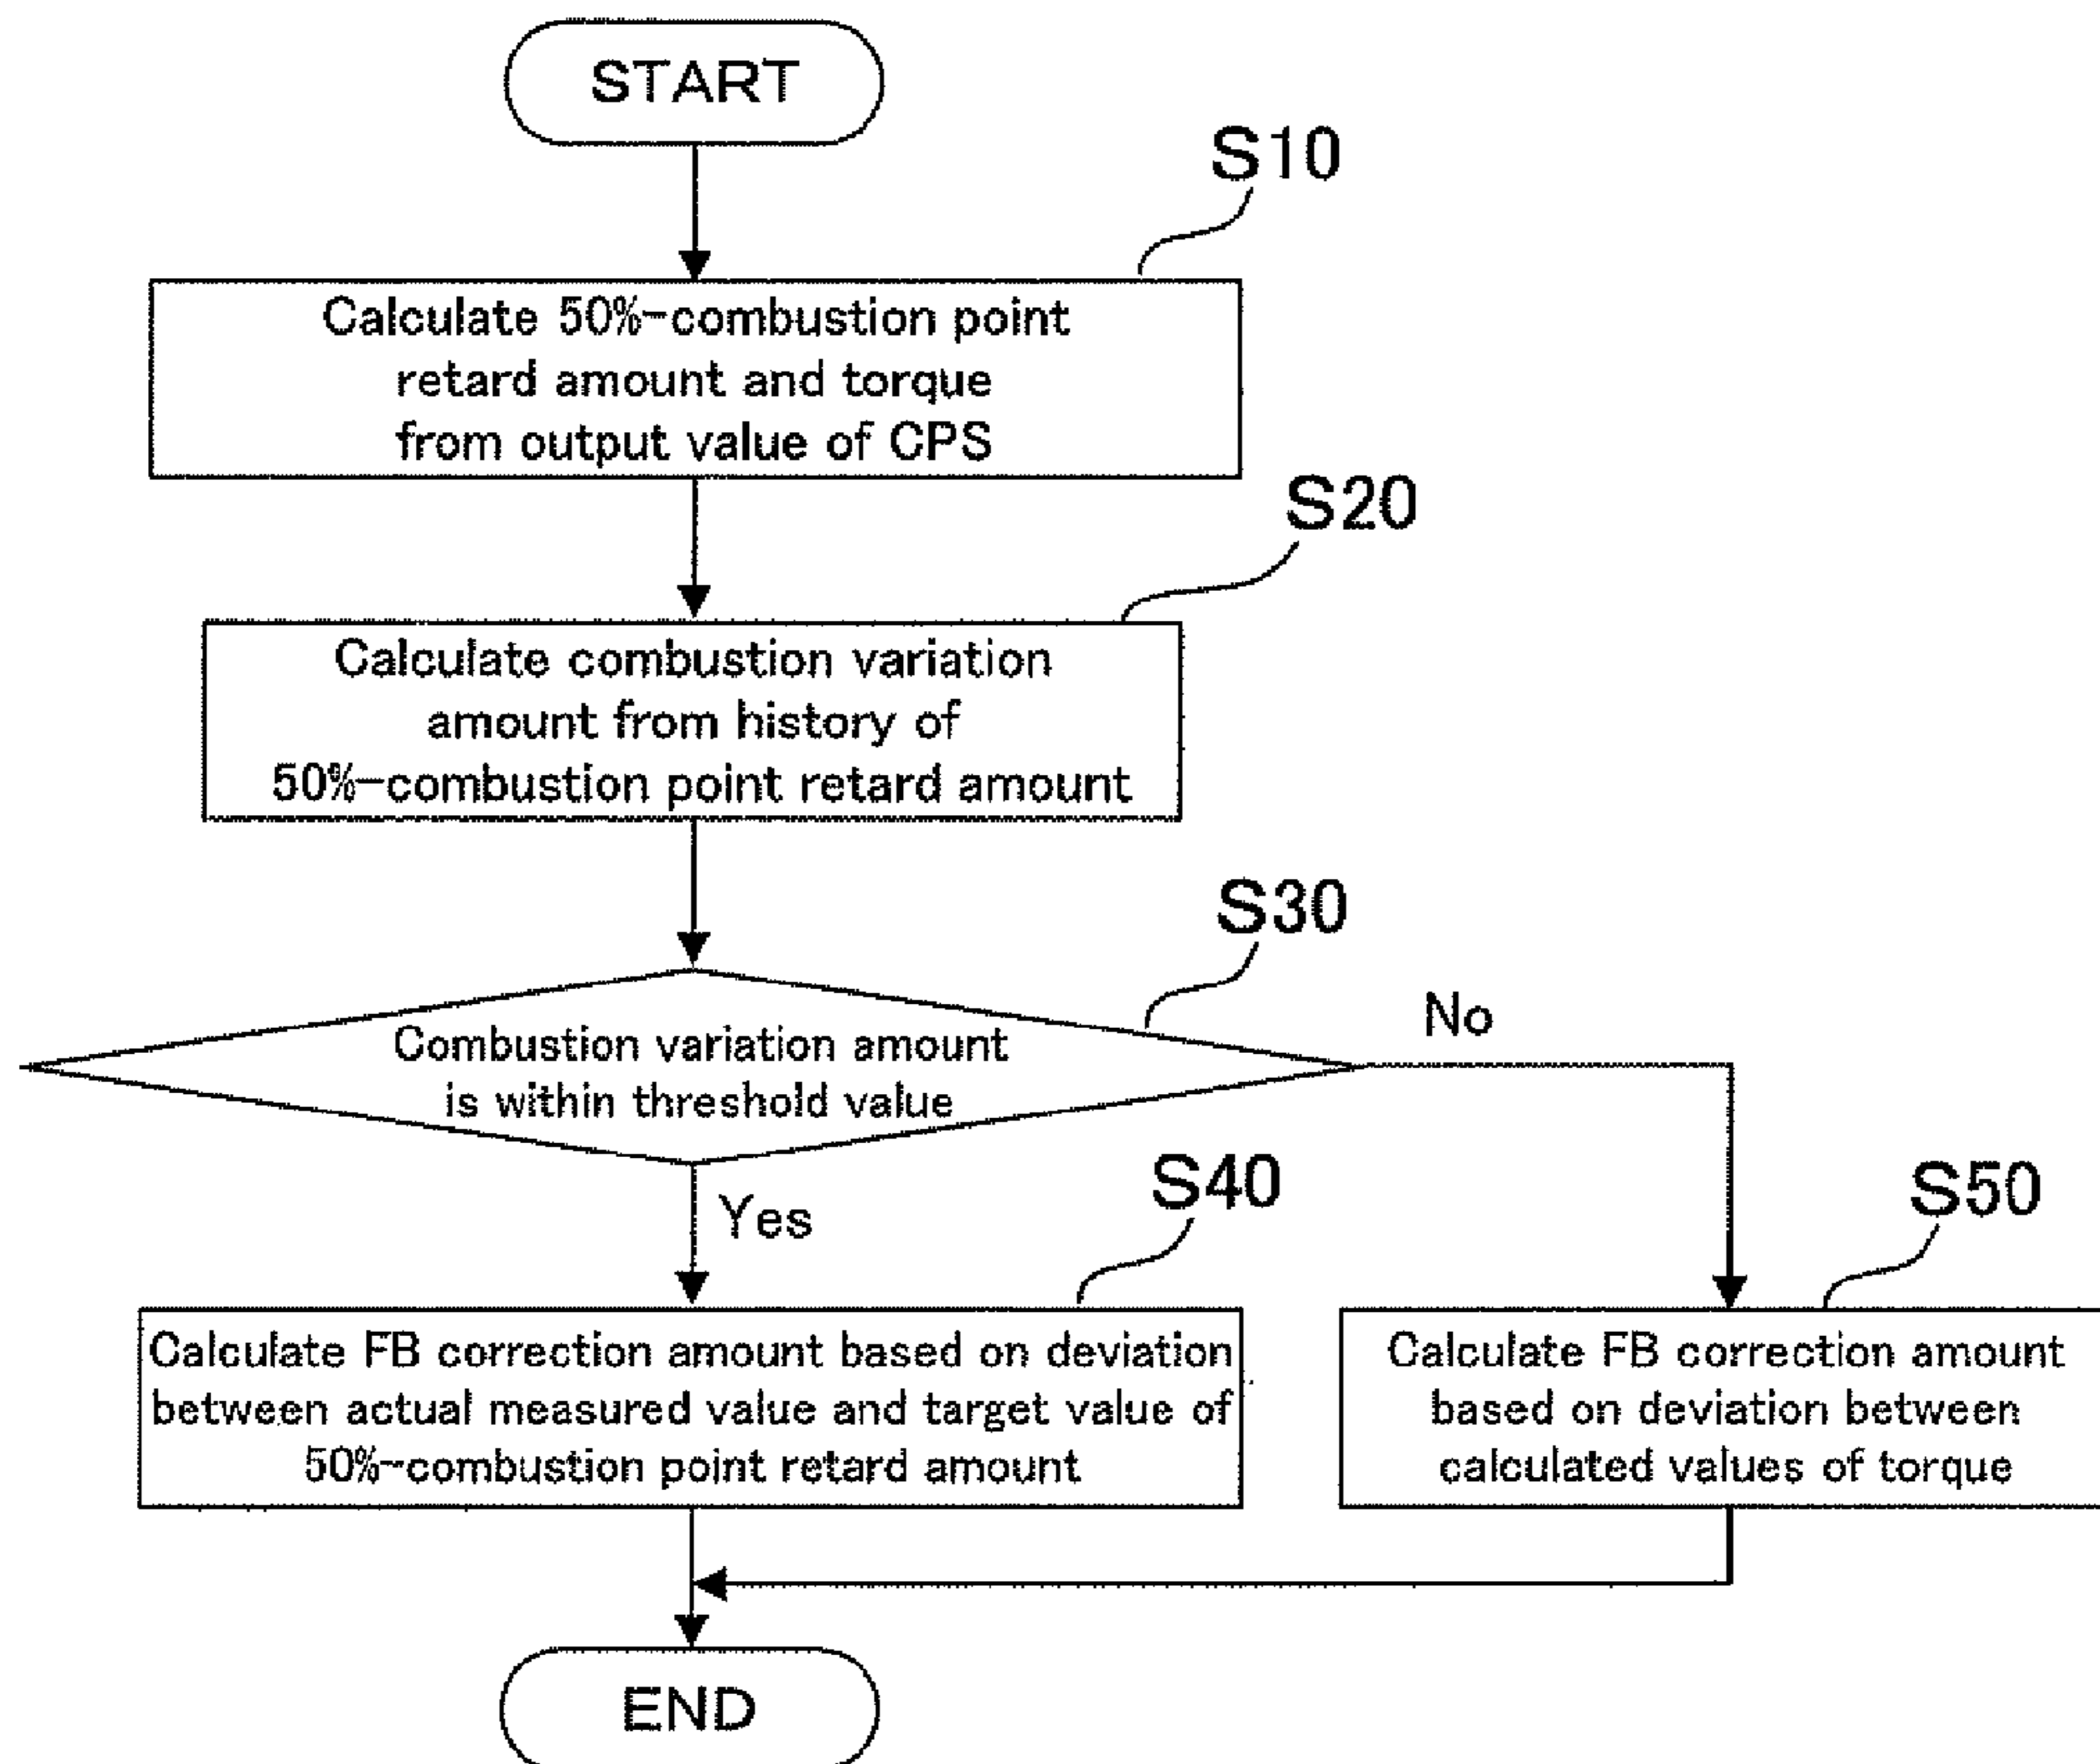 START
S10
Calculate 50%-combustion point
retard amount and torque
from output value of CPS
S20
Calculate combustion variation
amount from history of
50%-combustion point retard amount
S30
Combustion variation amount
is within threshold value
No
Yes
S40
Calculate FB correction amount based on deviation
between actual measured value and target value of
50%-combustion point retard amount
S50
Calculate FB correction amount
based on deviation between
calculated values of torque
END